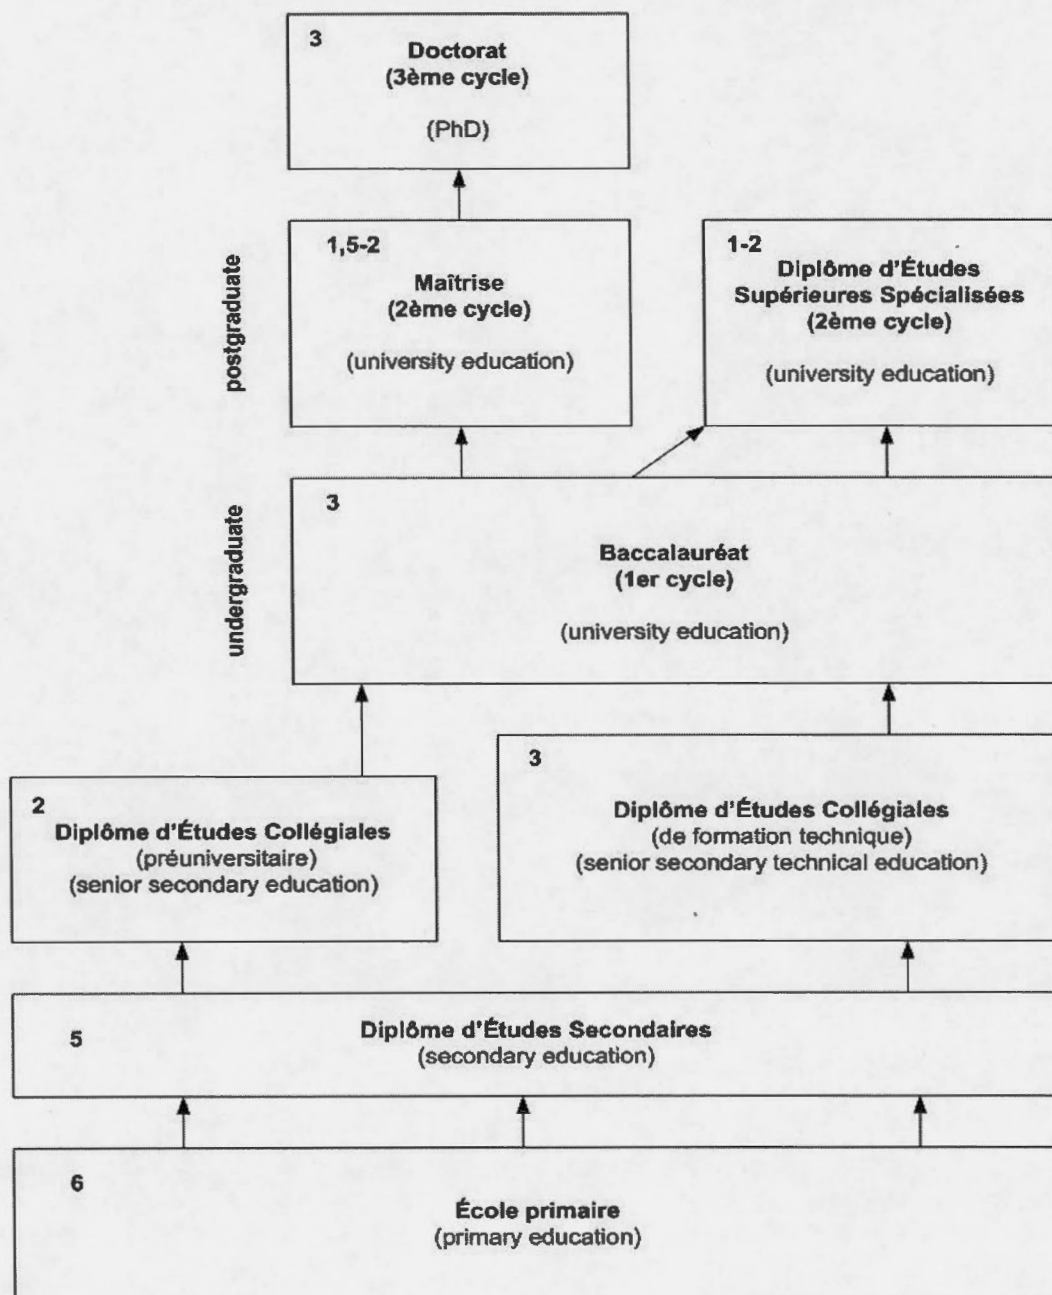 3
Doctorat
(3ème cycle)
(PhD)
postgraduate
1,5-2
Maîtrise
(2ème cycle)
(university education)
1-2
Diplôme d'Études
Supérieures Spécialisées
(2ème cycle)
(university education)
undergraduate
3
Baccalauréat
(1er cycle)
(university education)
2
Diplôme d'Études Collégiales
(préuniversitaire)
(senior secondary education)
3
Diplôme d'Études Collégiales
(de formation technique)
(senior secondary technical education)
5
Diplôme d'Études Secondaires
(secondary education)
6
École primaire
(primary education)